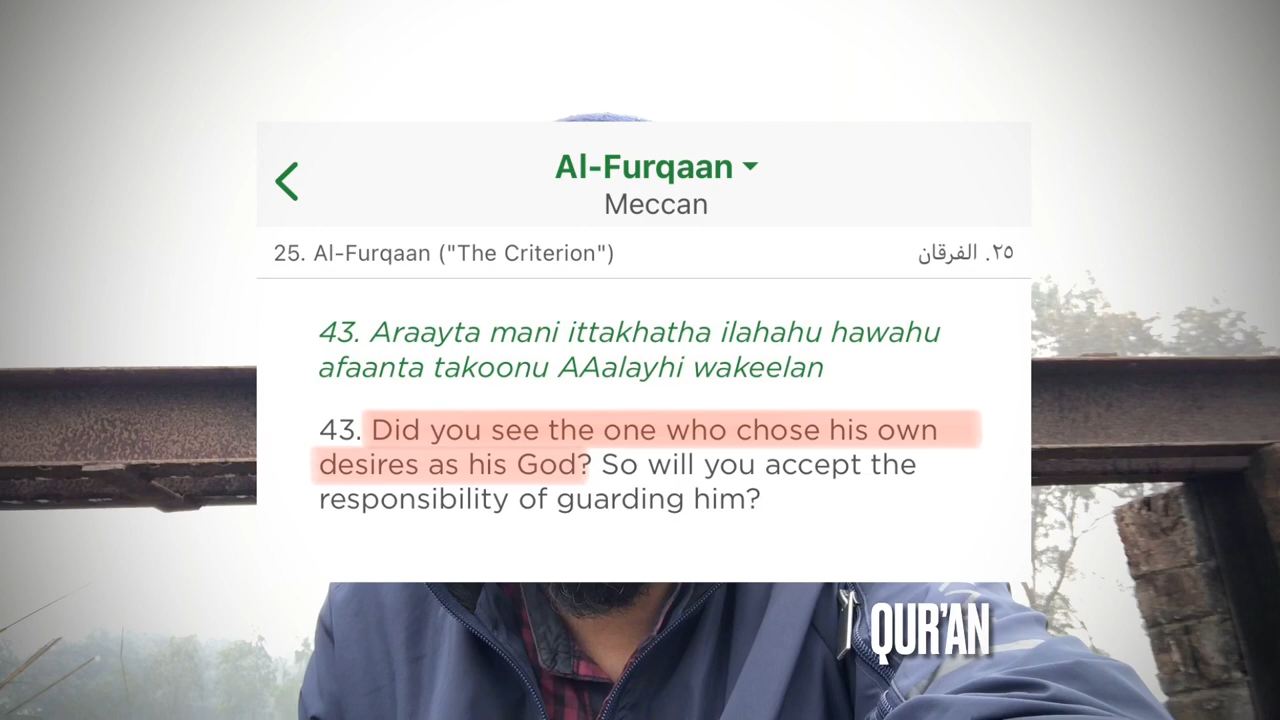 Al-Furqaan
Meccan
25. Al-Furqaan ("The Criterion")
٢٥. الفرقان
43. Araayta mani ittakhatha ilahahu hawahu
afaanta takoonu AAalayhi wakeelan
43. Did you see the one who chose his own
desires as his God? So will you accept the
responsibility of guarding him?
QUR'AN